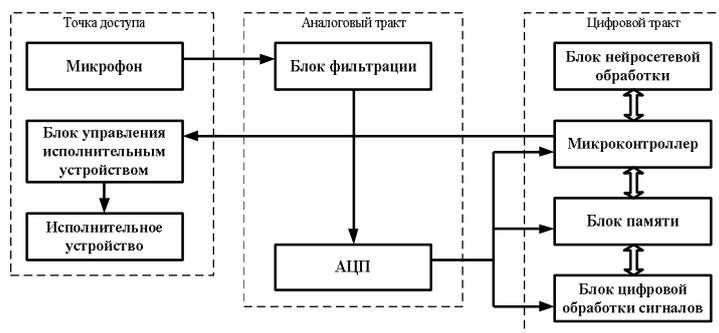 Точка доступа
Микрофон
Блок управления
исполнительным
устройством
Исполнительное
устройство
Аналоговый тракт
Блок фильтрации
АЦП
Цифровой тракт
Блок нейросетевой
обработки
Микроконтроллер
Блок памяти
Блок цифровой
обработки сигналов